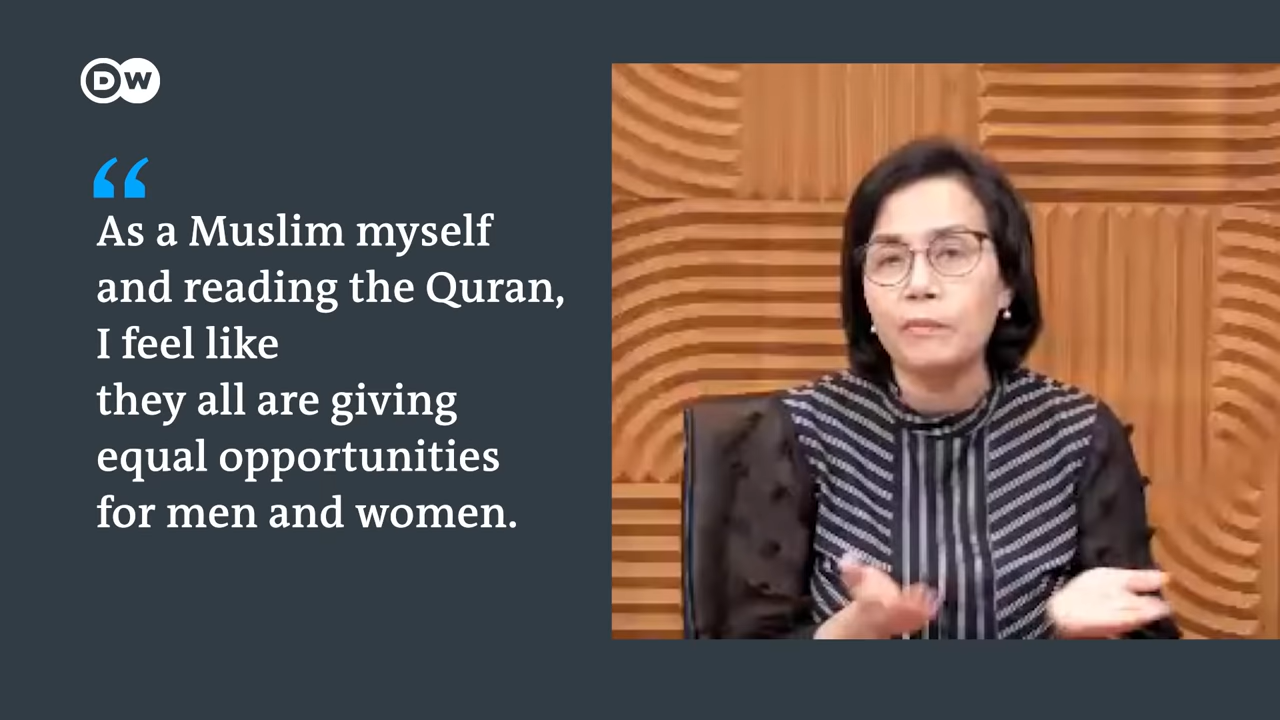 DW
“
As a Muslim myself
and reading the Quran,
I feel like
they all are giving
equal opportunities
for men and women.